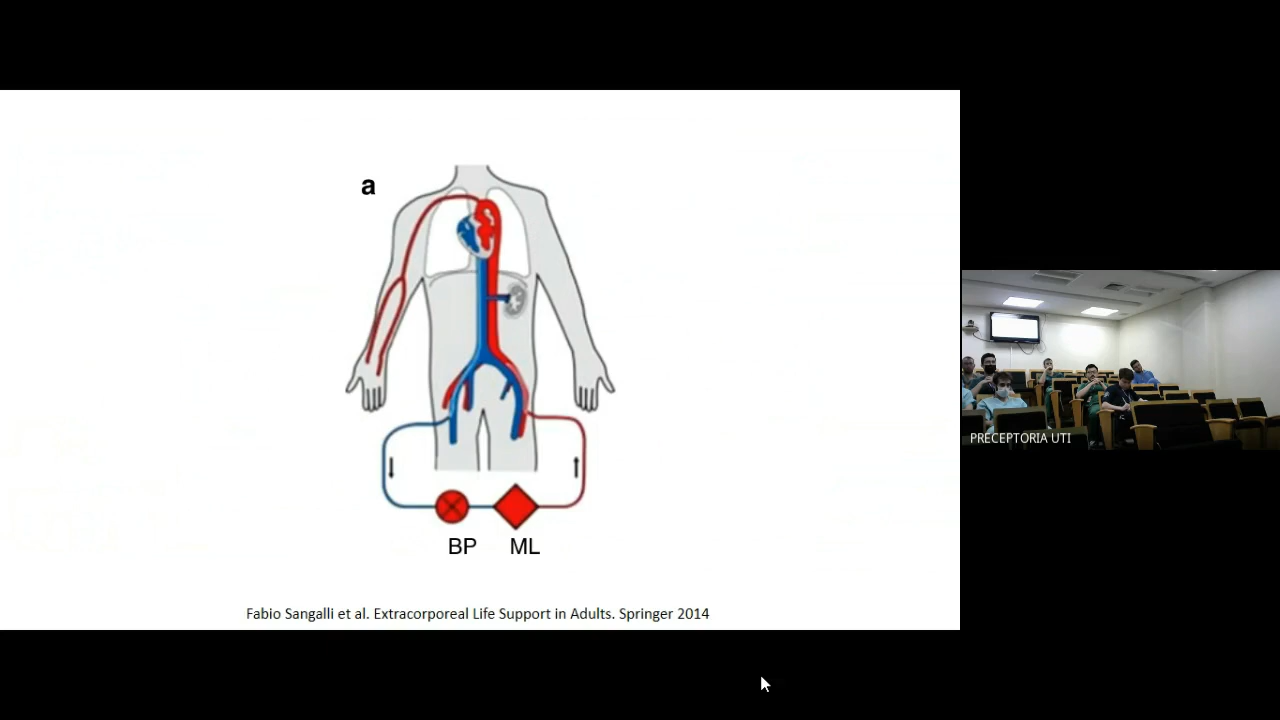 a
BP ML
Fabio Sangalli et al. Extracorporeal Life Support in Adults. Springer 2014
PRECEPTORIA UTI